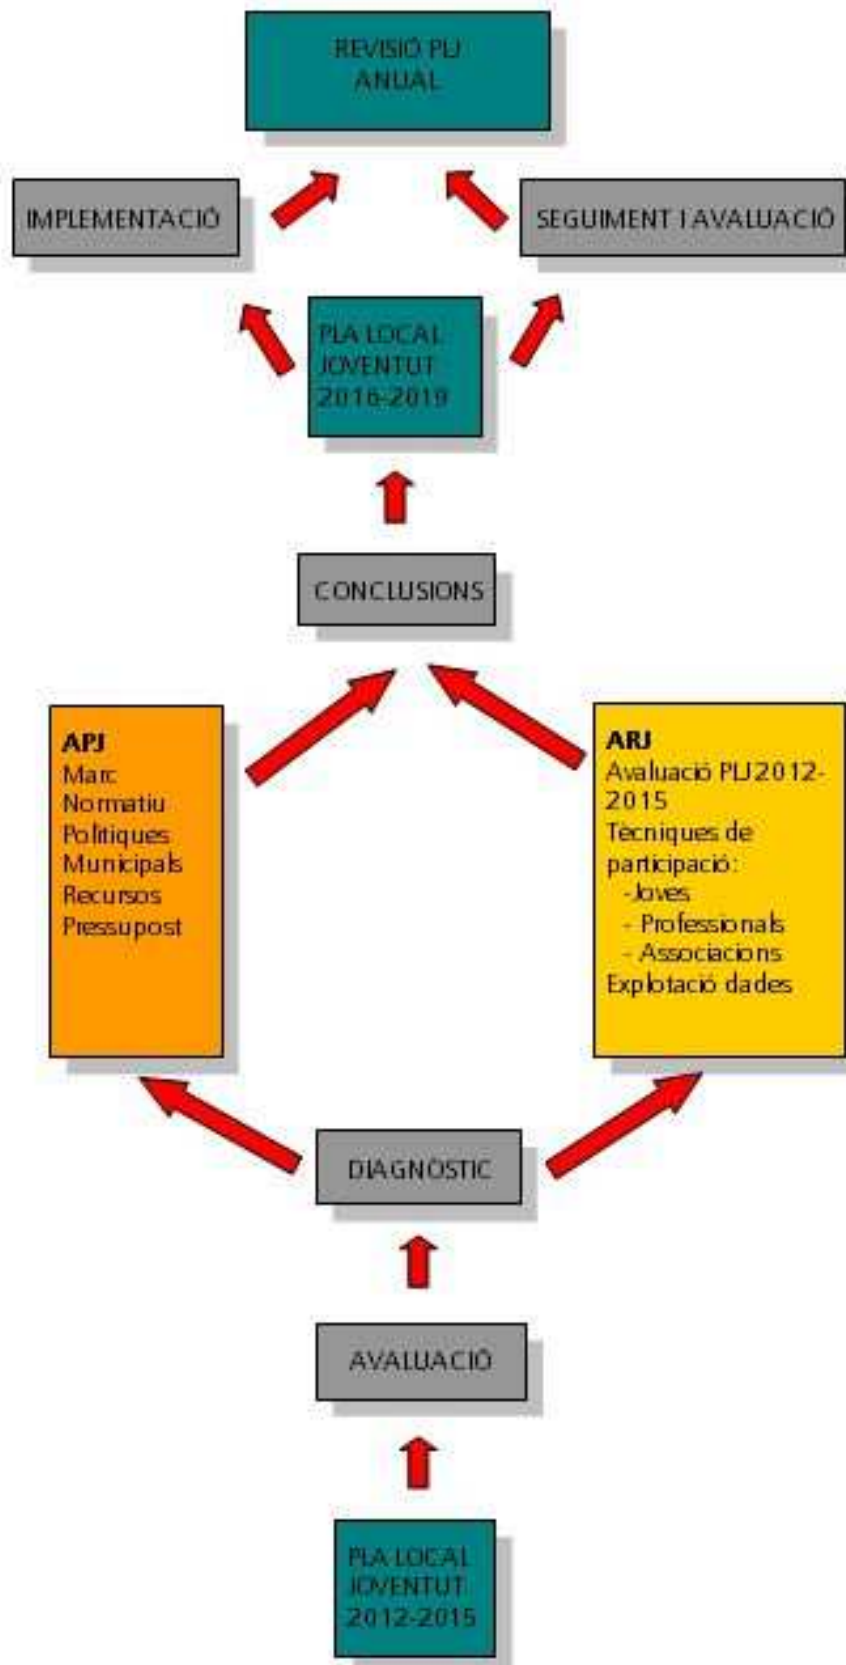 REVISIÓ PLJ
ANUAL
IMPLEMENTACIÓ
SEGUIMENT I AVALUACIÓ
PLA LOCAL
JOVENTUT
2016-2019
CONCLUSIONS
APJ
Marc
Normatiu
Polítiques
Municipals
Recursos
Pressupost
ARJ
Avaluació PLJ 2012-
2015
Tècniques de
participació:
-Joves
- Professionals
- Associacions
Explotació dades
DIAGNÒSTIC
AVALUACIÓ
PLA LOCAL
JOVENTUT
2012-2015